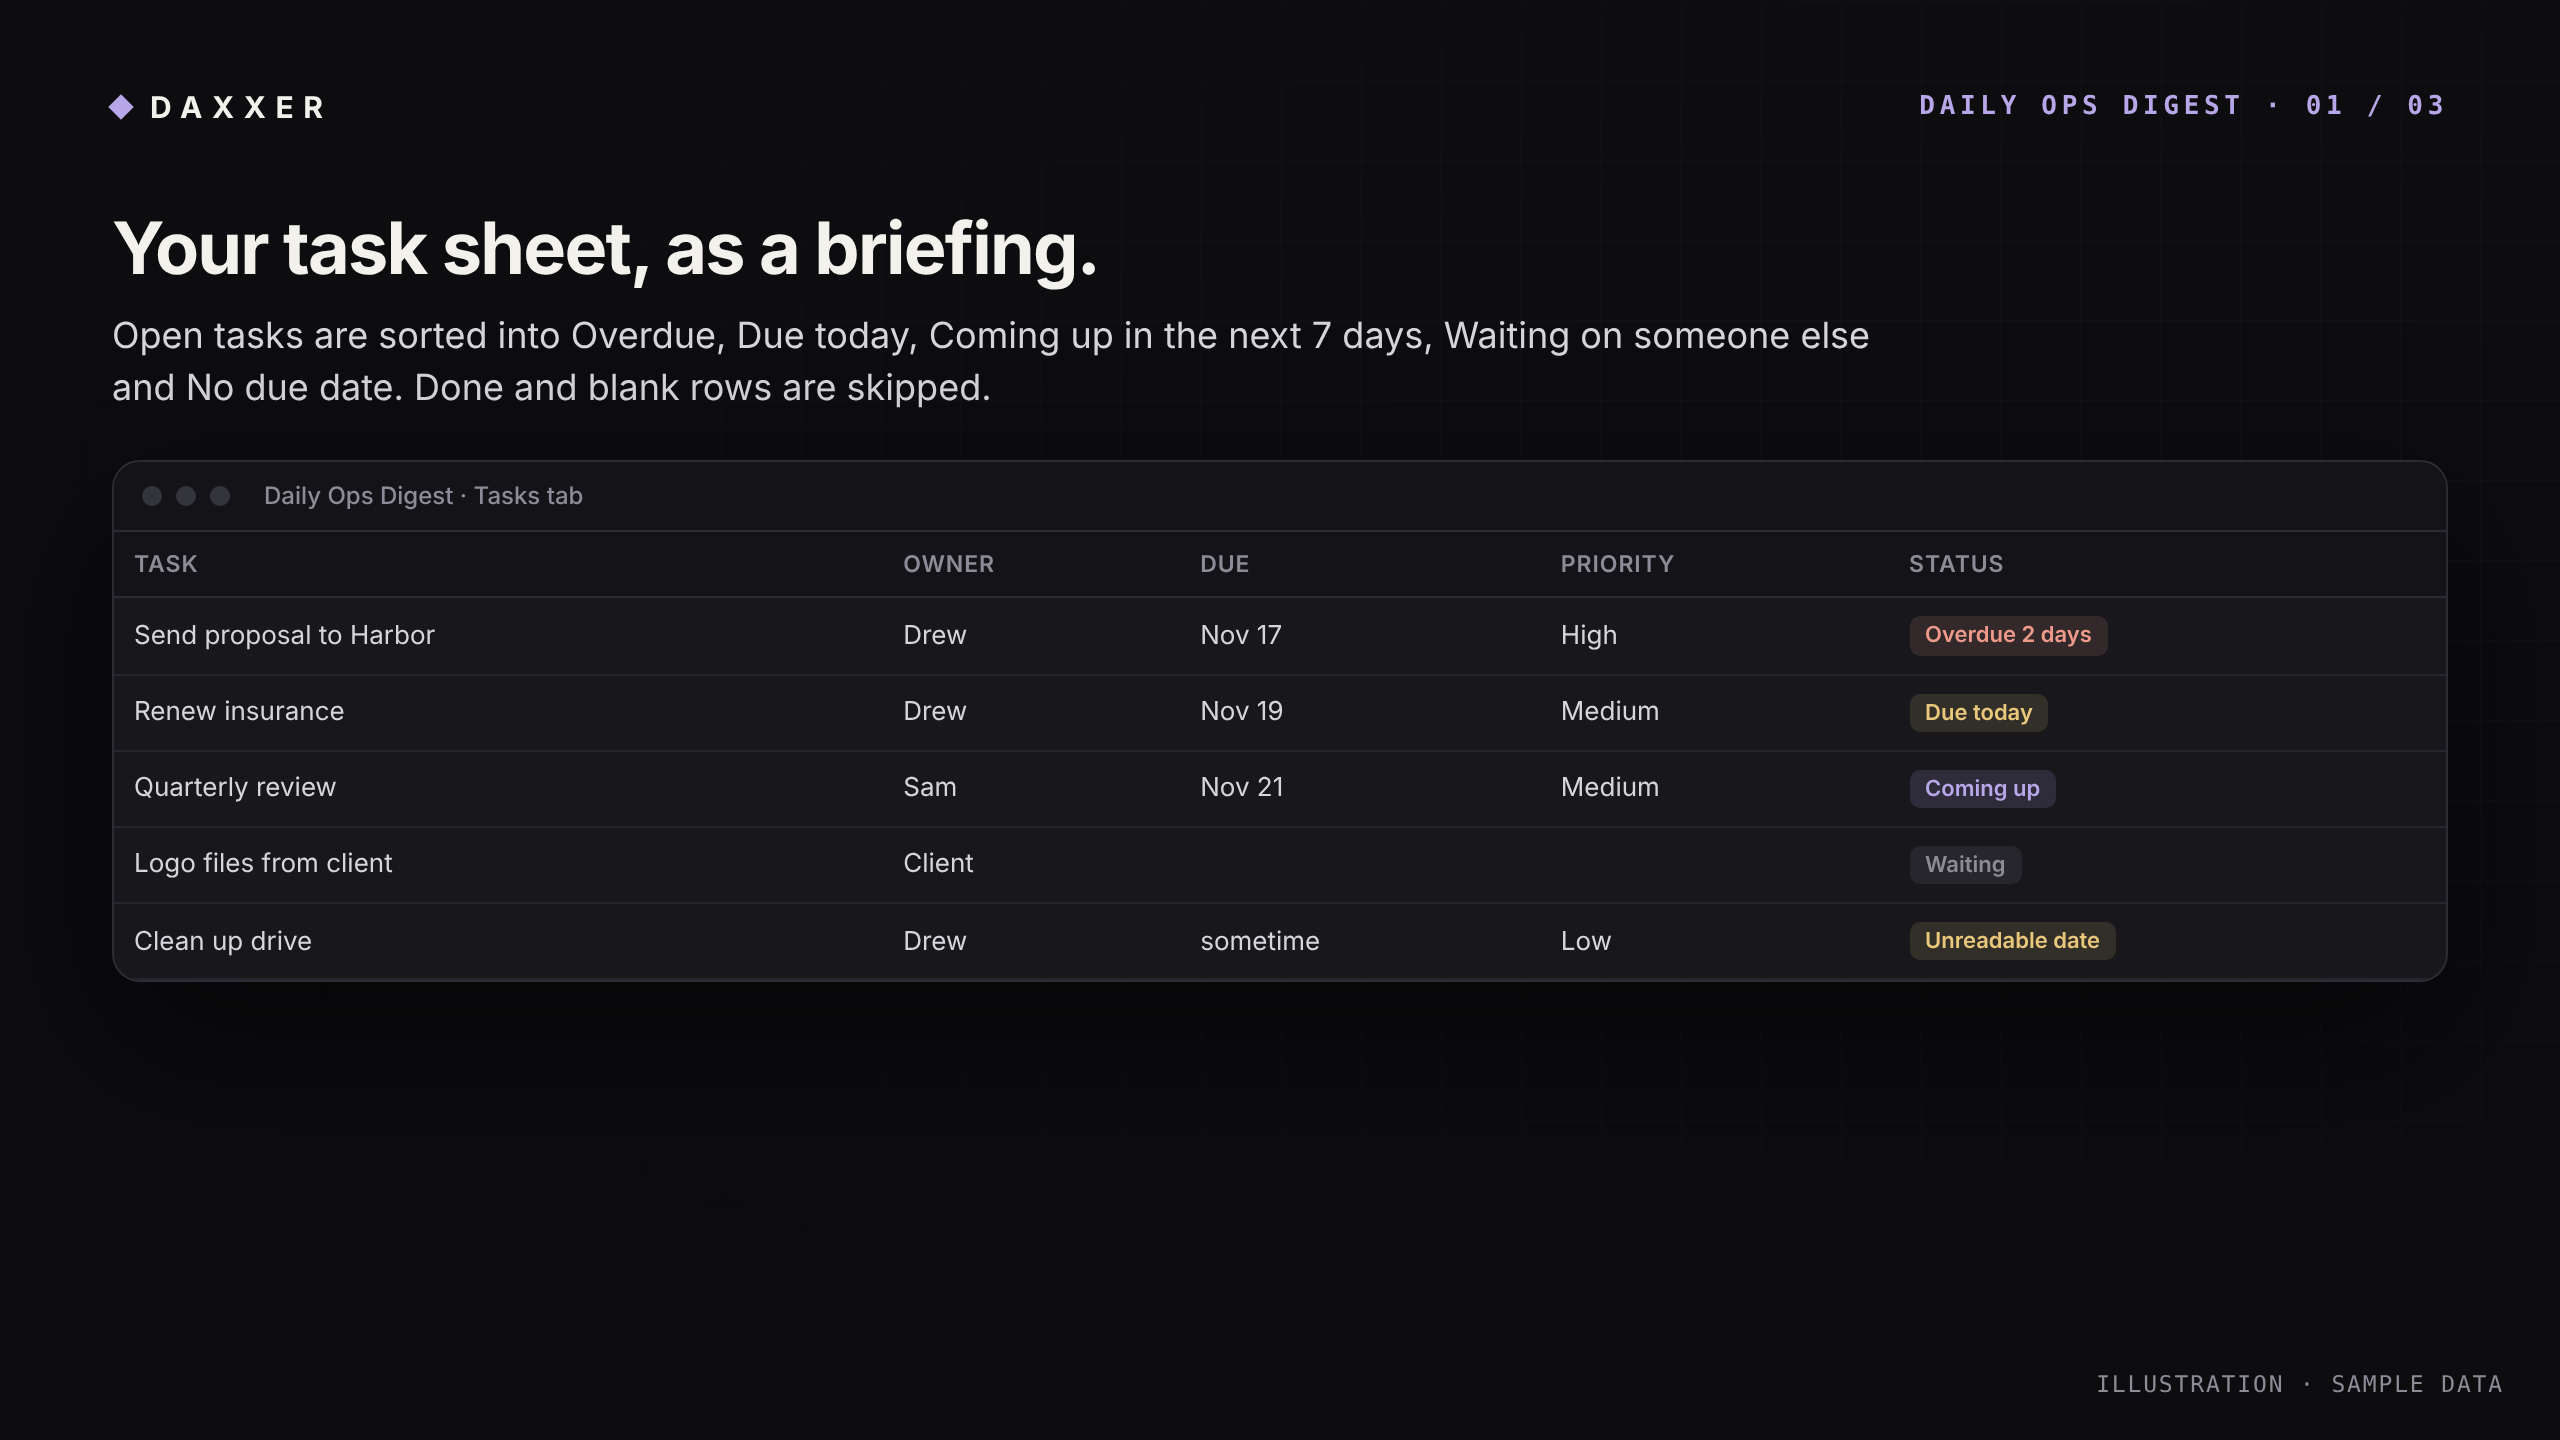 DAXXER
DAILY OPS DIGEST · 01 / 03
Your task sheet, as a briefing.
Open tasks are sorted into Overdue, Due today, Coming up in the next 7 days, Waiting on someone else
and No due date. Done and blank rows are skipped.
Daily Ops Digest · Tasks tab
TASK OWNER DUE PRIORITY STATUS
Send proposal to Harbor Drew Nov 17 High Overdue 2 days
Renew insurance Drew Nov 19 Medium Due today
Quarterly review Sam Nov 21 Medium Coming up
Logo files from client Client Waiting
Clean up drive Drew sometime Low Unreadable date
ILLUSTRATION · SAMPLE DATA